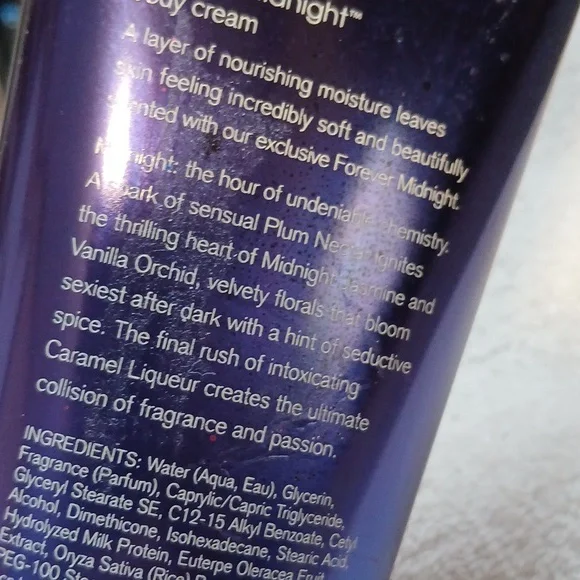 Midnight™
body cream
A layer of nourishing moisture leaves
skin feeling incredibly soft and beautifully
scented with our exclusive Forever Midnight.
Midnight: the hour of undeniable chemistry.
A spark of sensual Plum Nectar ignites
the thrilling heart of Midnight Jasmine and
Vanilla Orchid, velvety florals that bloom
sexiest after dark with a hint of seductive
spice. The final rush of intoxicating
Caramel Liqueur creates the ultimate
collision of fragrance and passion.
INGREDIENTS: Water (Aqua, Eau), Glycerin,
Fragrance (Parfum), Caprylic/Capric Triglyceride,
Glyceryl Stearate SE, C12-15 Alkyl Benzoate, Cetyl
Alcohol, Dimethicone, Isohexadecane, Stearic Acid,
Hydrolyzed Milk Protein, Euterpe Oleracea Fruit
Extract, Oryza Sativa (Rice)
PEG-100